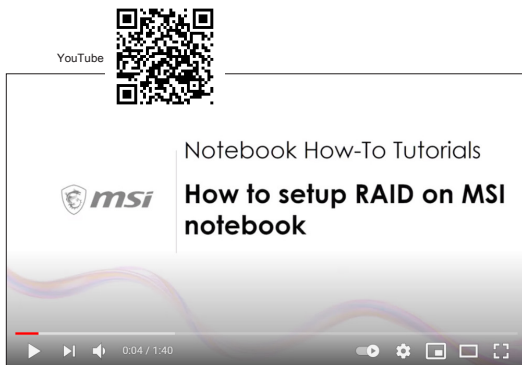 YouTube
Notebook How-To Tutorials
msi
How to setup RAID on MSI
notebook
0:04 / 1:40